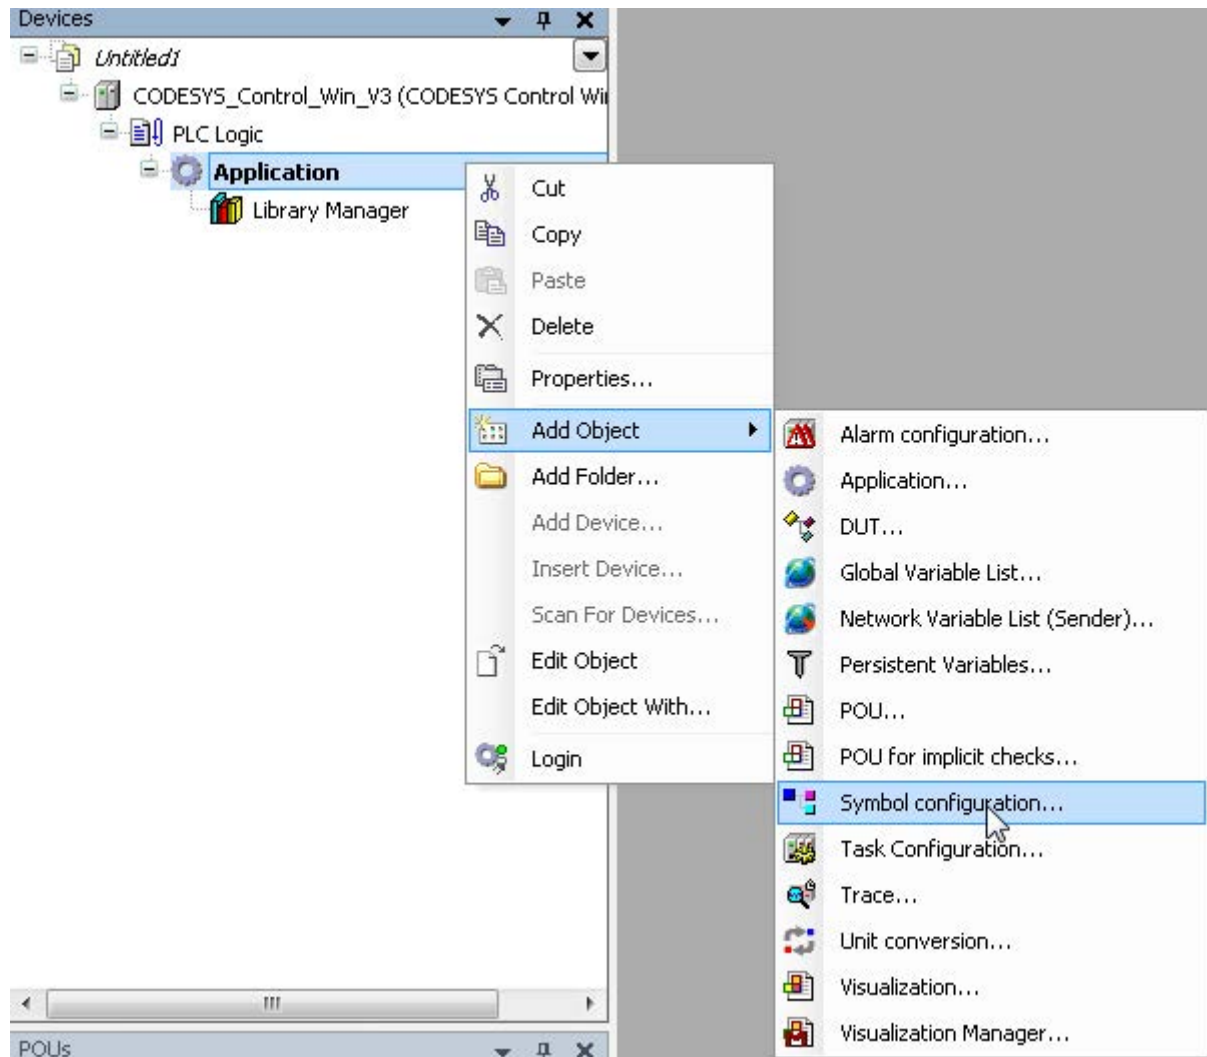 Devices
Untitled1
CODESYS_Control_Win_V3 (CODESYS Control Wi
PLC Logic
Application
Library Manager
Cut
Copy
Paste
Delete
Properties...
Add Object
Add Folder...
Add Device...
Insert Device...
Scan For Devices...
Edit Object
Edit Object With...
Login
Alarm configuration...
Application...
DUT...
Global Variable List...
Network Variable List (Sender)...
Persistent Variables...
POU...
POU for implicit checks...
Symbol configuration...
Task Configuration...
Trace...
Unit conversion...
Visualization...
Visualization Manager...
POUs